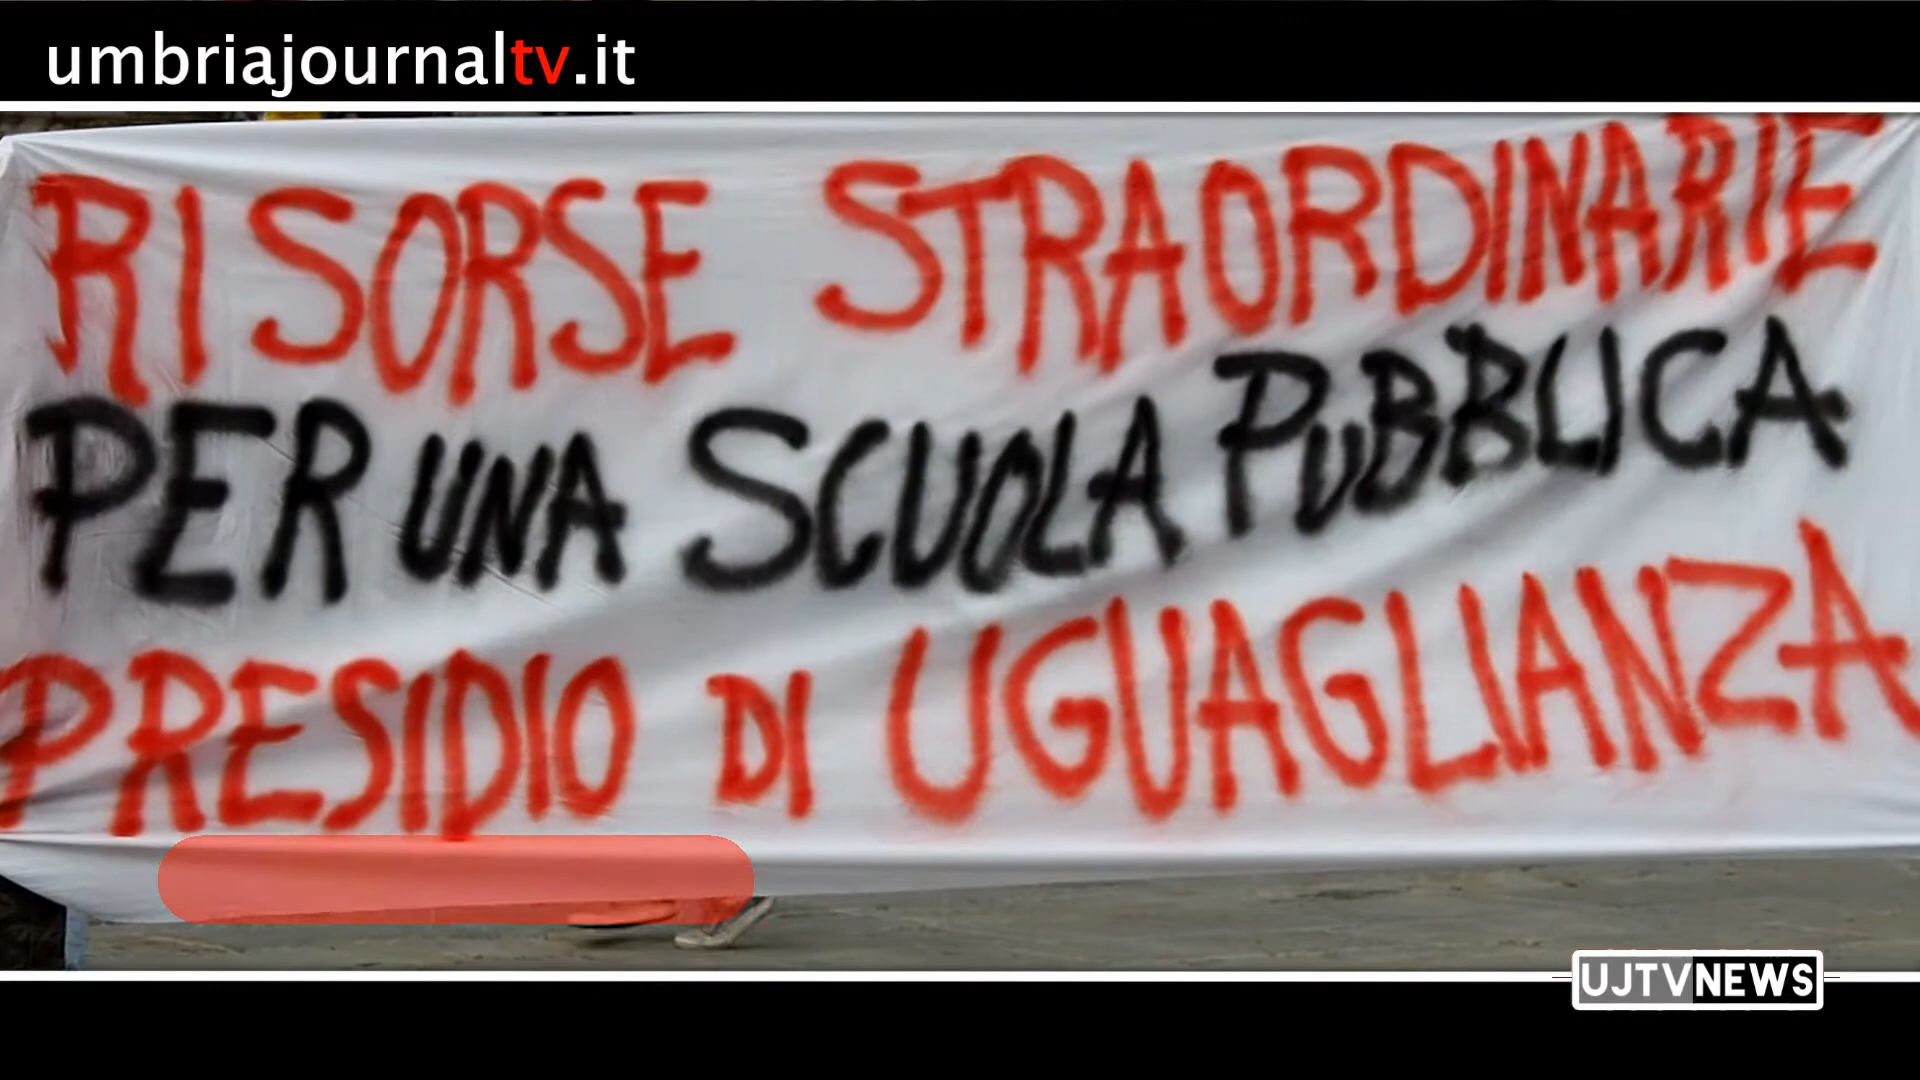 umbriajournaltv.it
RISORSE STRAORDINARIE
PER UNA SCUOLA PUBBLICA
PRESIDIO DI UGUAGLIANZA
UJTVNEWS